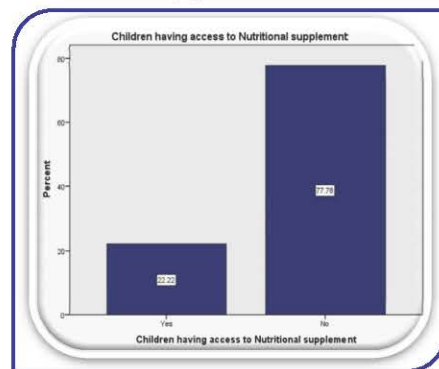 Children having access to Nutritional supplement
80
60
40
20
0
Percent
22.22
77.78
Yes
No
Children having access to Nutritional supplement